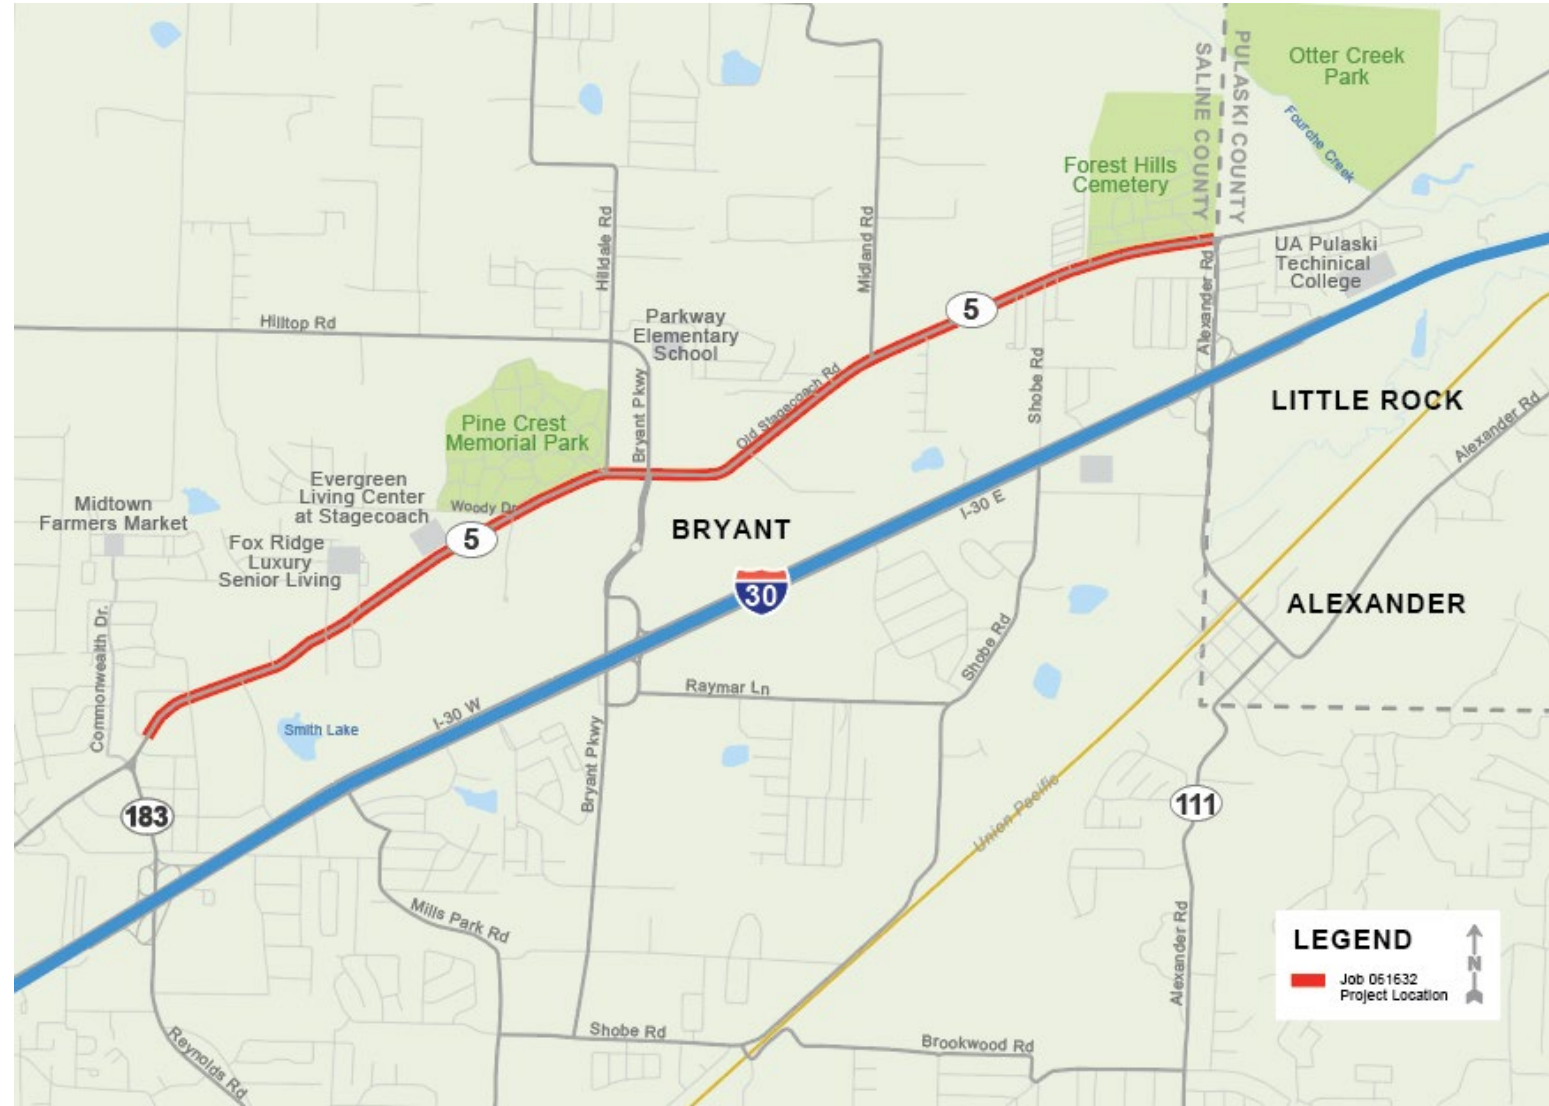 Otter Creek
Park
PULASKI COUNTY
SALINE COUNTY
Fourche Creek
Forest Hills
Cemetery
Hilldale Rd
Midland Rd
UA Pulaski
Techinical
College
Alexander Rd
5
Hilltop Rd
Parkway
Elementary
School
Bryant Pkwy
Old Stagecoach Rd
Shobe Rd
LITTLE ROCK
Alexander Rd
Pine Crest
Memorial Park
Evergreen
Living Center
at Stagecoach
Woody Dr
Midtown
Farmers Market
5
Fox Ridge
Luxury
Senior Living
BRYANT
I-30 E
30
ALEXANDER
Commonwealth Dr.
Shobe Rd
Raymar Ln
I-30 W
Smith Lake
Bryant Pkwy
183
Union Pacific
111
Mills Park Rd
Alexander Rd
LEGEND
N
Job 061632
Project Location
Shobe Rd
Brookwood Rd
Reynolds Rd